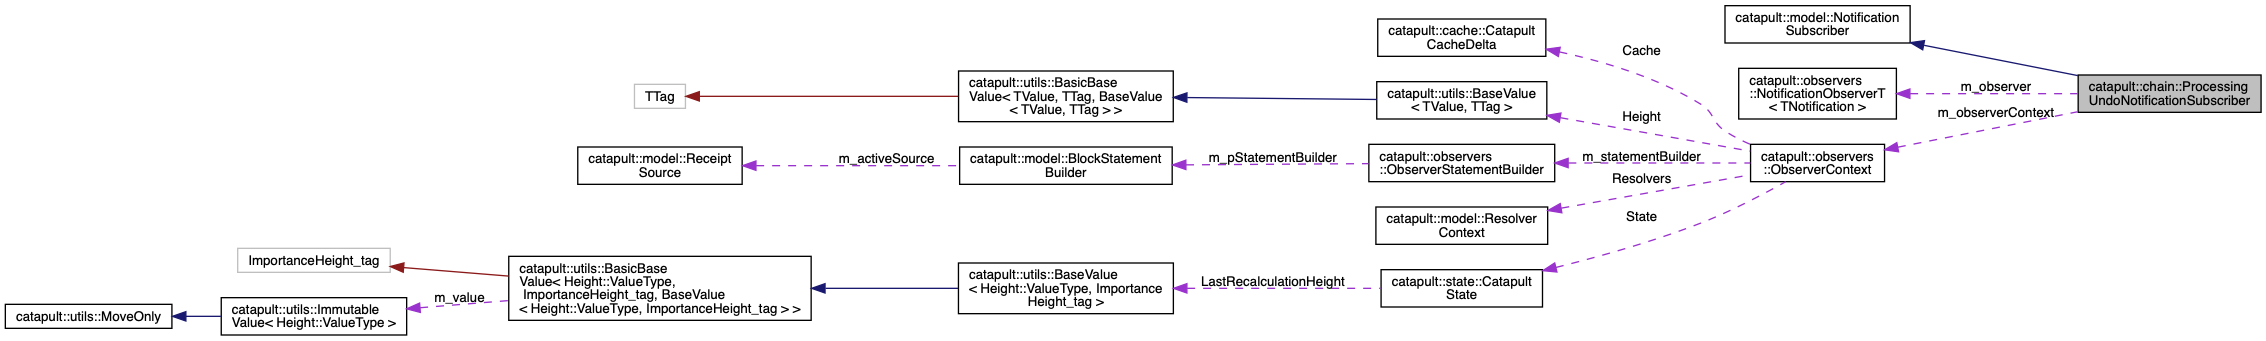 catapult::model::Notification
Subscriber
catapult::cache::Catapult
CacheDelta
Cache
catapult::utils::BasicBase
Value< TValue, TTag, BaseValue
< TValue, TTag > >
TTag
catapult::utils::BaseValue
< TValue, TTag >
catapult::observers
::NotificationObserverT
< TNotification >
m_observer
catapult::chain::Processing
UndoNotificationSubscriber
Height
m_observerContext
catapult::model::Receipt
Source
m_activeSource
catapult::model::BlockStatement
Builder
m_pStatementBuilder
catapult::observers
::ObserverStatementBuilder
m_statementBuilder
catapult::observers
::ObserverContext
Resolvers
catapult::model::Resolver
Context
State
ImportanceHeight_tag
catapult::utils::BasicBase
Value< Height::ValueType,
ImportanceHeight_tag, BaseValue
< Height::ValueType, ImportanceHeight_tag > >
catapult::utils::BaseValue
< Height::ValueType, Importance
Height_tag >
LastRecalculationHeight
catapult::state::Catapult
State
m_value
catapult::utils::MoveOnly
catapult::utils::Immutable
Value< Height::ValueType >